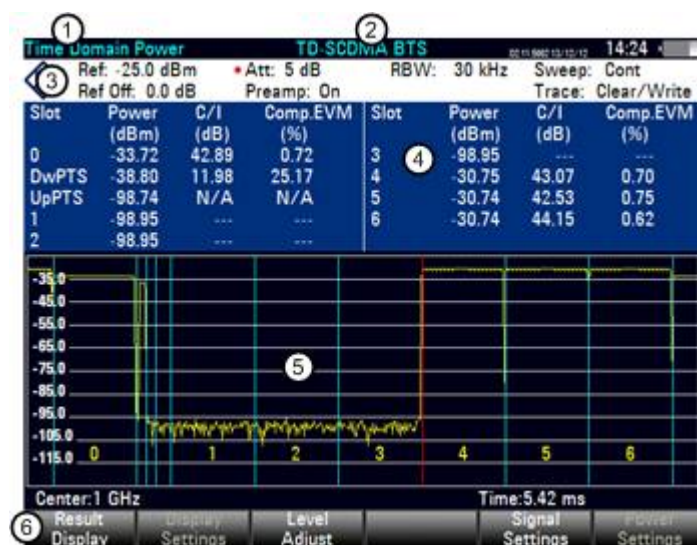 1 2
Time Domain Power TD-SCDMA BTS 14:24
3 Ref: -25.0 dBm • Att: 5 dB RBW: 30 kHz Sweep: Cont
Ref Off: 0.0 dB Preamp: On Trace: Clear/Write
Slot Power C/I Comp.EVM Slot Power C/I Comp.EVM
(dBm) (dB) (%) (dBm) (dB) (%)
0 -33.72 42.89 0.72 3 4 -98.95 --- ---
DwPTS -38.80 11.98 25.17 4 -30.75 43.07 0.70
UpPTS -98.74 N/A N/A 5 -30.74 42.53 0.75
1 -98.95 --- --- 6 -30.74 44.15 0.62
2 -98.95 --- ---
-35.0
-45.0
-55.0
-65.0
-75.0 5
-85.0
-95.0
-105.0
-115.0 0 1 2 3 4 5 6
Center:1 GHz Time:5.42 ms
6 Result Display Level Signal Power
Display Settings Adjust Settings Settings